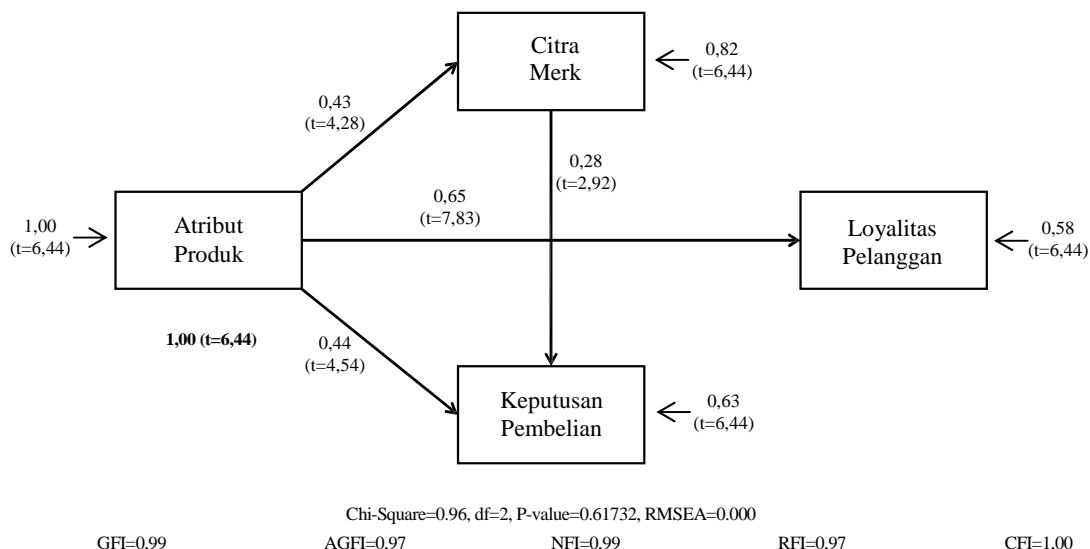 Citra
Merk
0,82
(t=6,44)
0,43
(t=4,28)
0,28
(t=2,92)
0,65
(t=7,83)
1,00
(t=6,44)
Atribut
Produk
Loyalitas
Pelanggan
0,58
(t=6,44)
1,00 (t=6,44)
0,44
(t=4,54)
Keputusan
Pembelian
0,63
(t=6,44)
Chi-Square=0.96, df=2, P-value=0.61732, RMSEA=0.000
GFI=0.99 AGFI=0.97 NFI=0.99 RFI=0.97 CFI=1.00